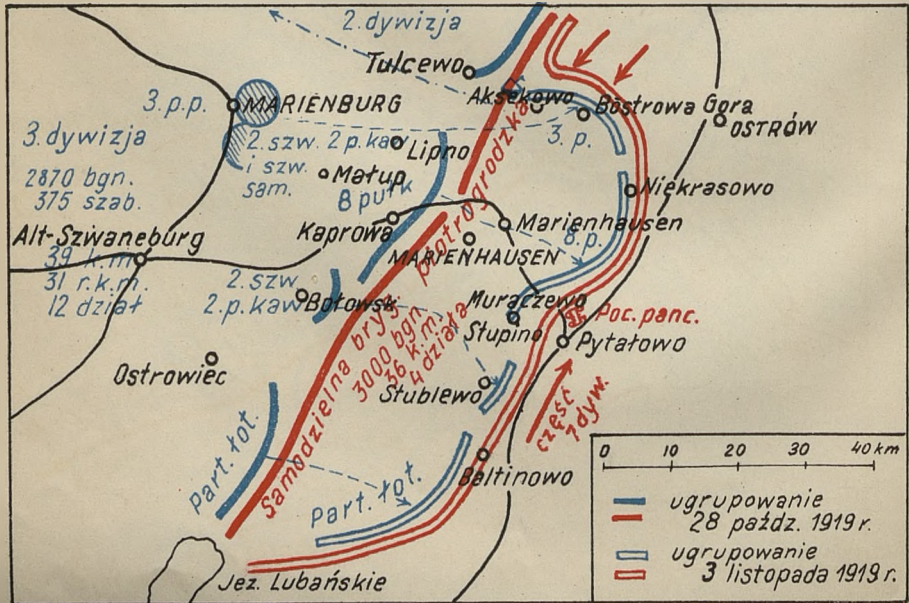 2. dywizja
Tulcewo
3. p.p.
MARIENBURG
Aksekowo
Bostrowa Gora
OSTRÓW
3. dywizja
2870 bgn.
375 szab.
39 k.m.
31 r.k.m.
12 dział
2. szw. 2 p. kaw
i szw.
sam.
Lipno
3. p.
Małup
8 pułk
Niekrasowo
Kaprowa
Marienhausen
MARIENHAUSEN
8. p.
Alt-Szwaneburg
2. szw
2. p. kaw
Botowsk
Muraczewo
Stupino
Poc. panc.
Pytałowo
Samodzielna bryg. piotrogrodzka
3000 bgn
36 k.m.
4 działa
Ostrowiec
Stublewo
część
7 dyw.
Part. łot.
Part. łot.
Baltinowo
Jez. Lubańskie
0 10 20 30 40 km
ugrupowanie
28 paźdz. 1919 r.
ugrupowanie
3 listopada 1919 r.